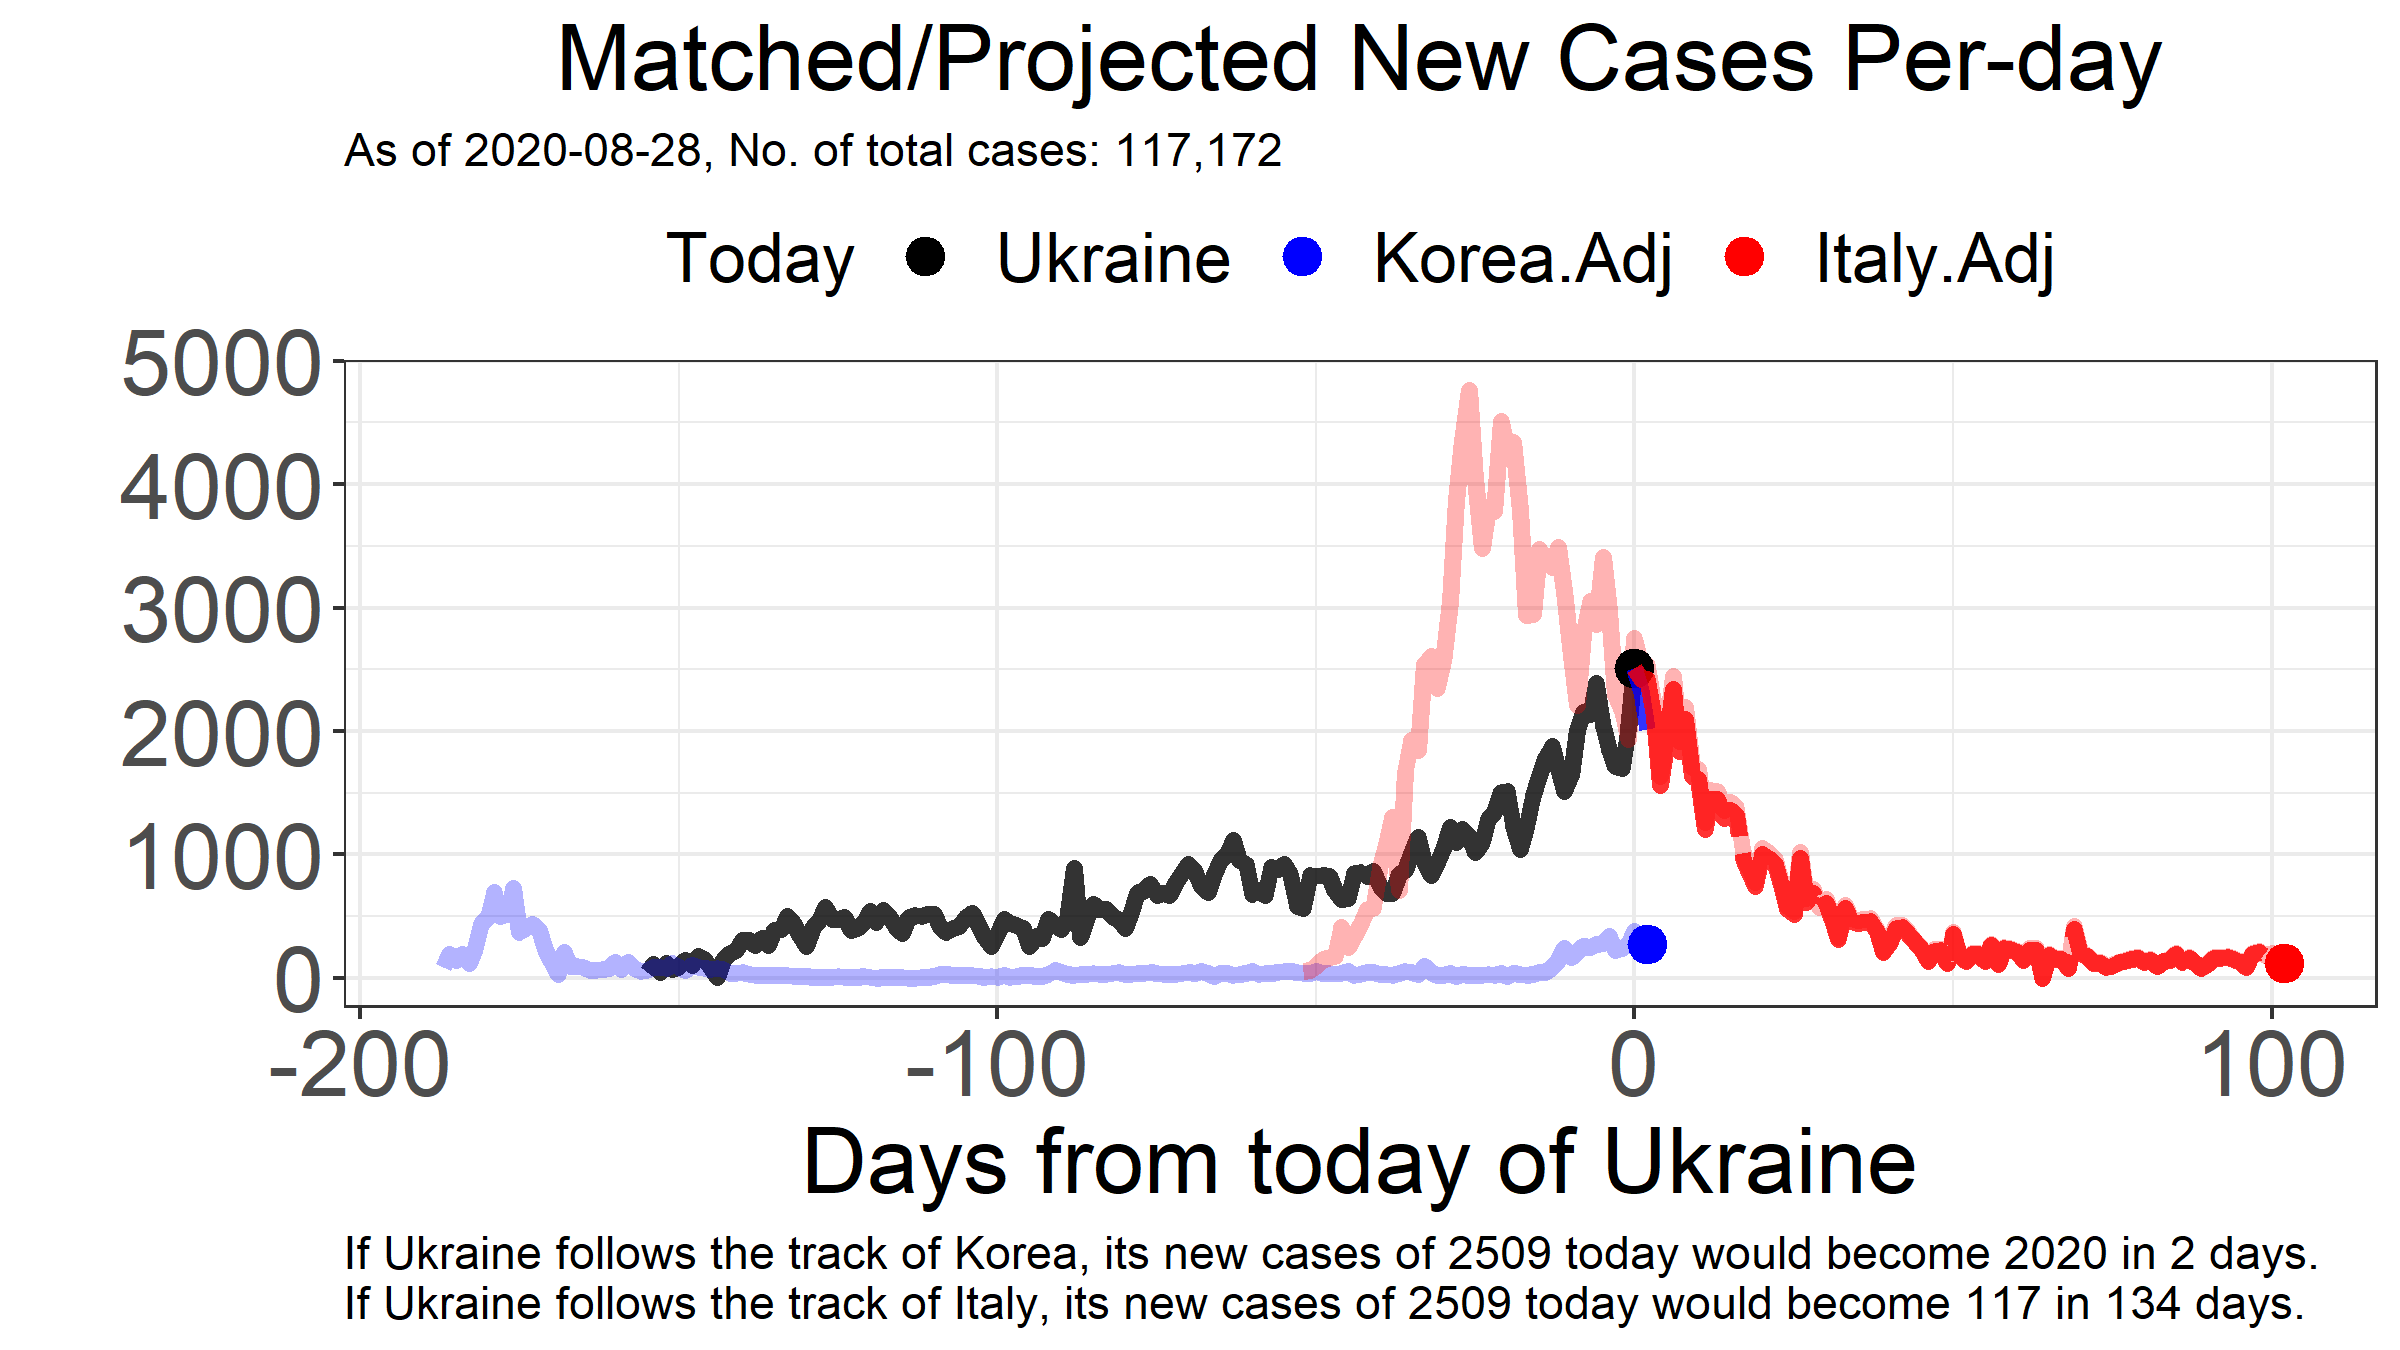 Matched/Projected New Cases Per-day
As of 2020-08-28, No. of total cases: 117,172
Today Ukraine Korea.Adj Italy.Adj
5000
4000
3000
2000
1000
0
-200 -100 0 100
Days from today of Ukraine
If Ukraine follows the track of Korea, its new cases of 2509 today would become 2020 in 2 days.
If Ukraine follows the track of Italy, its new cases of 2509 today would become 117 in 134 days.